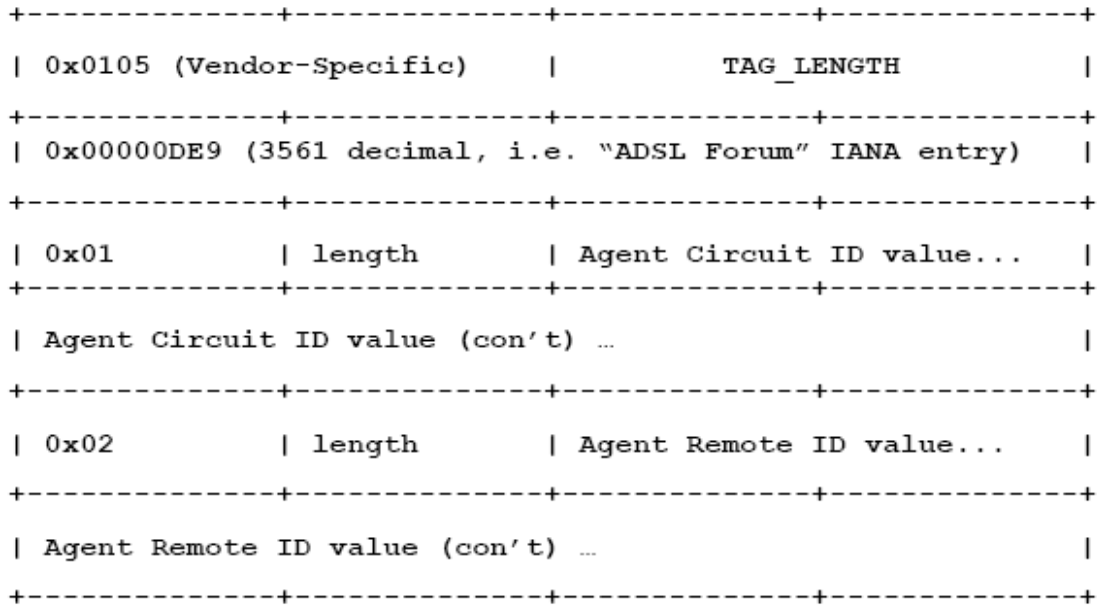 +--------------+-------------+-------------+-------------+
| 0x0105 (Vendor-Specific) | TAG_LENGTH |
+--------------+-------------+-------------+-------------+
| 0x00000DE9 (3561 decimal, i.e. “ADSL Forum” IANA entry) |
+--------------+-------------+-------------+-------------+
| 0x01 | length | Agent Circuit ID value... |
+--------------+-------------+-------------+-------------+
| Agent Circuit ID value (con’t) … |
+--------------+-------------+-------------+-------------+
| 0x02 | length | Agent Remote ID value... |
+--------------+-------------+-------------+-------------+
| Agent Remote ID value (con’t) … |
+--------------+-------------+-------------+-------------+